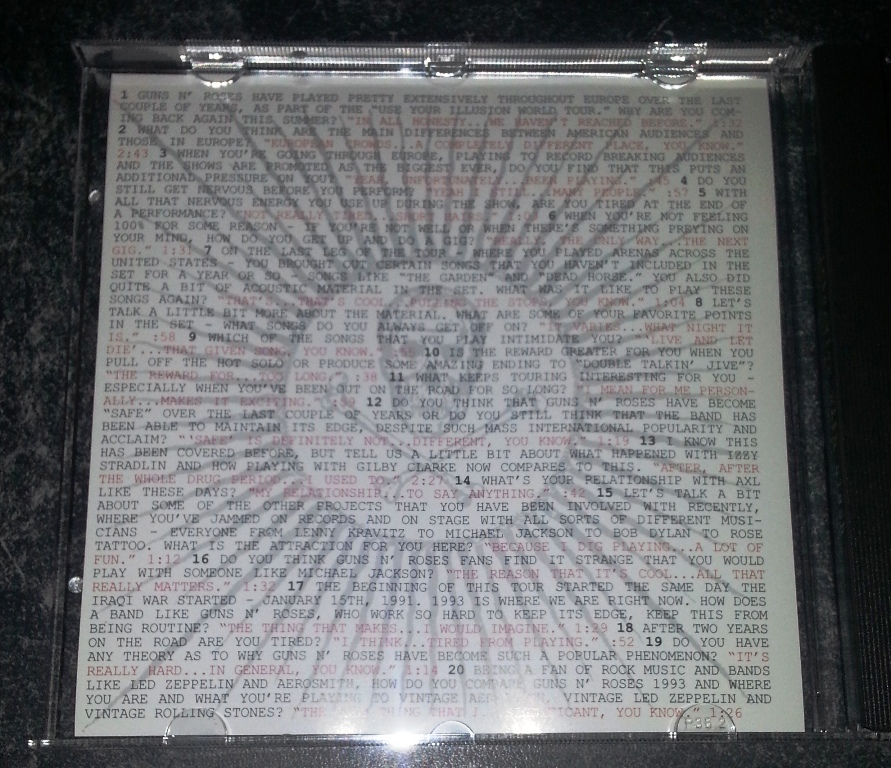 1 GUNS N' ROSES HAVE PLAYED PRETTY EXTENSIVELY THROUGHOUT EUROPE OVER THE LAST
COUPLE OF YEARS, AS PART OF THE "USE YOUR ILLUSION WORLD TOUR." WHY ARE YOU COM-
ING BACK AGAIN THIS SUMMER? "IN ALL HONESTY, WE HAVEN'T REACHED BEFORE." :32
2 WHAT DO YOU THINK ARE THE MAIN DIFFERENCES BETWEEN AMERICAN AUDIENCES AND
THOSE IN EUROPE? "EUROPEAN CROWDS...A COMPLETELY DIFFERENT PLACE, YOU KNOW."
2:43 3 WHEN YOU'RE GOING THROUGH EUROPE, PLAYING TO RECORD BREAKING AUDIENCES
AND THE SHOWS ARE PROMOTED AS THE BIGGEST EVER, DO YOU FIND THAT THIS PUTS AN
ADDITIONAL PRESSURE ON YOU? UNFORTUNATELY...BEEN PLAYING." :45 4 DO YOU
STILL GET NERVOUS BEFORE YOU PERFORM? "YEAH I STILL...MANY PEOPLE." :57 5 WITH
ALL THAT NERVOUS ENERGY YOU USE UP DURING THE SHOW, ARE YOU TIRED AT THE END OF
A PERFORMANCE? "NOT REALLY TIRED...SHORT HAIRS." 6 WHEN YOU'RE NOT FEELING
100% FOR SOME REASON - IF YOU'RE NOT WELL OR WHEN THERE'S SOMETHING PREYING ON
YOUR MIND, HOW DO YOU GET UP AND DO A GIG? "REALLY, THE ONLY WAY...THE NEXT
GIG." 1:31 7 ON THE LAST LEG OF THE TOUR - WHERE YOU PLAYED ARENAS ACROSS THE
UNITED STATES - YOU BROUGHT OUT CERTAIN SONGS THAT YOU HAVEN'T INCLUDED IN THE
SET FOR A YEAR OR SO - SONGS LIKE "THE GARDEN" AND "DEAD HORSE." YOU ALSO DID
QUITE A BIT OF ACOUSTIC MATERIAL IN THE SET. WHAT WAS IT LIKE TO PLAY THESE
SONGS AGAIN? "THAT'S...THAT'S COOL...PULLING THE STOPS, YOU KNOW." 1:04 8 LET'S
TALK A LITTLE BIT MORE ABOUT THE MATERIAL. WHAT ARE SOME OF YOUR FAVORITE POINTS
IN THE SET - WHAT SONGS DO YOU ALWAYS GET OFF ON? "IT VARIES...WHAT NIGHT IT
IS." :58 9 WHICH OF THE SONGS THAT YOU PLAY INTIMIDATE YOU? "'LIVE AND LET
DIE'...THAT GIVEN SONG, YOU KNOW." 10 IS THE REWARD GREATER FOR YOU WHEN YOU
PULL OFF THE NOT SOLO OR PRODUCE SOME AMAZING ENDING TO "DOUBLE TALKIN' JIVE"?
"THE REWARD FOR...TOO LONG." :38 11 WHAT KEEPS TOURING INTERESTING FOR YOU -
ESPECIALLY WHEN YOU'VE BEEN OUT ON THE ROAD FOR SO LONG? "I MEAN FOR ME PERSON-
ALLY...MAKES IT EXCITING." 12 DO YOU THINK THAT GUNS N' ROSES HAVE BECOME
"SAFE" OVER THE LAST COUPLE OF YEARS OR DO YOU STILL THINK THAT THE BAND HAS
BEEN ABLE TO MAINTAIN ITS EDGE, DESPITE SUCH MASS INTERNATIONAL POPULARITY AND
ACCLAIM? "'SAFE' IS DEFINITELY NOT...DIFFERENT, YOU KNOW." 1:19 13 I KNOW THIS
HAS BEEN COVERED BEFORE, BUT TELL US A LITTLE BIT ABOUT WHAT HAPPENED WITH IZZY
STRADLIN AND HOW PLAYING WITH GILBY CLARKE NOW COMPARES TO THIS. "AFTER, AFTER
THE WHOLE DRUG PERIOD...I USED TO." 2:27 14 WHAT'S YOUR RELATIONSHIP WITH AXL
LIKE THESE DAYS? "MY RELATIONSHIP...TO SAY ANYTHING." :42 15 LET'S TALK A BIT
ABOUT SOME OF THE OTHER PROJECTS THAT YOU HAVE BEEN INVOLVED WITH RECENTLY,
WHERE YOU'VE JAMMED ON RECORDS AND ON STAGE WITH ALL SORTS OF DIFFERENT MUSI-
CIANS - EVERYONE FROM LENNY KRAVITZ TO MICHAEL JACKSON TO BOB DYLAN TO ROSE
TATTOO. WHAT IS THE ATTRACTION FOR YOU HERE? "BECAUSE I DIG PLAYING...A LOT OF
FUN." 1:12 16 DO YOU THINK GUNS N' ROSES FANS FIND IT STRANGE THAT YOU WOULD
PLAY WITH SOMEONE LIKE MICHAEL JACKSON? "THE REASON THAT IT'S COOL...ALL THAT
REALLY MATTERS." 1:32 17 THE BEGINNING OF THIS TOUR STARTED THE SAME DAY THE
IRAQI WAR STARTED - JANUARY 15TH, 1991. 1993 IS WHERE WE ARE RIGHT NOW. HOW DOES
A BAND LIKE GUNS N' ROSES, WHO WORK SO HARD TO KEEP ITS EDGE, KEEP THIS FROM
BEING ROUTINE? "THE THING THAT MAKES...I WOULD IMAGINE." 1:29 18 AFTER TWO YEARS
ON THE ROAD ARE YOU TIRED? "I THINK...TIRED FROM PLAYING." :52 19 DO YOU HAVE
ANY THEORY AS TO WHY GUNS N' ROSES HAVE BECOME SUCH A POPULAR PHENOMENON? "IT'S
REALLY HARD...IN GENERAL, YOU KNOW." 1:14 20 BEING A FAN OF ROCK MUSIC AND BANDS
LIKE LED ZEPPELIN AND AEROSMITH, HOW DO YOU COMPARE GUNS N' ROSES 1993 AND WHERE
YOU ARE AND WHAT YOU'RE PLAYING TO VINTAGE VINTAGE LED ZEPPELIN AND
VINTAGE ROLLING STONES? THING THAT YOU KNOW." 1:26